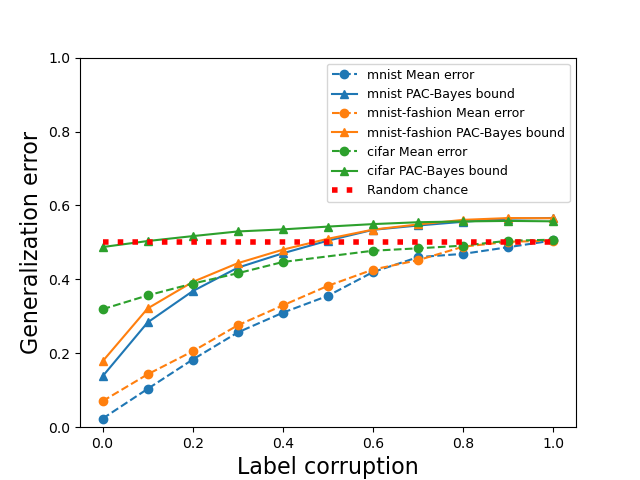 1.0
0.8
0.6
0.4
0.2
0.0
Generalization error
mnist Mean error
mnist PAC-Bayes bound
mnist-fashion Mean error
mnist-fashion PAC-Bayes bound
cifar Mean error
cifar PAC-Bayes bound
Random chance
0.0 0.2 0.4 0.6 0.8 1.0
Label corruption